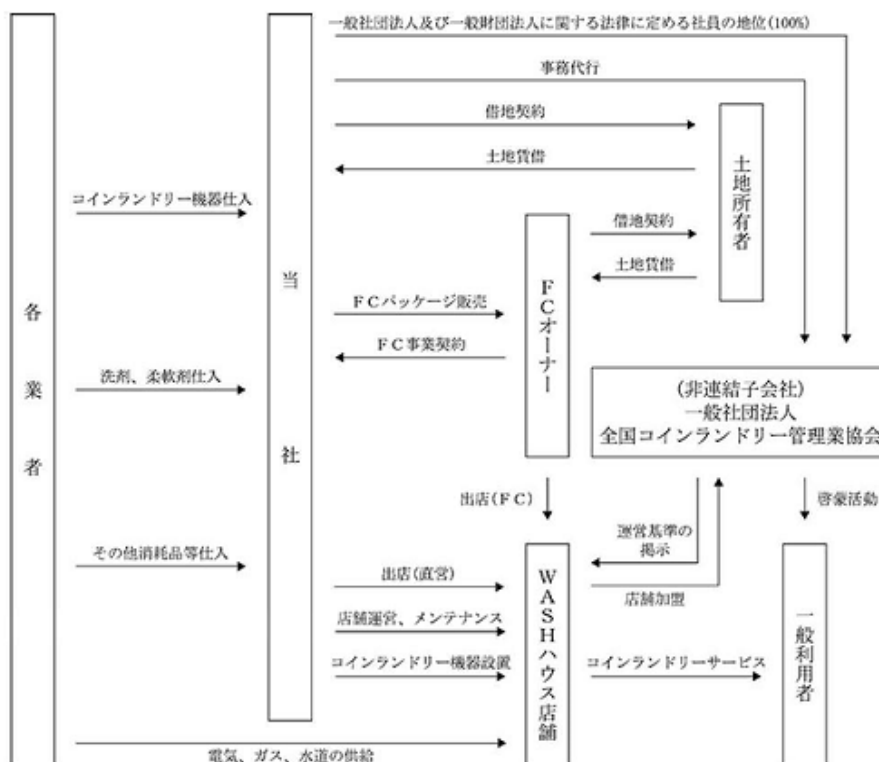 一般社団法人及び一般財団法人に関する法律に定める社員の地位(100%)
事務代行
借地契約
土地賃借
土地所有者
コインランドリー機器仕入
借地契約
土地賃借
各業者
当社
FCオーナー
FCパッケージ販売
FC事業契約
洗剤、柔軟剤仕入
(非連結子会社)
一般社団法人
全国コインランドリー管理業協会
出店(FC)
啓蒙活動
運営基準の
掲示
その他消耗品等仕入
出店(直営)
店舗加盟
店舗運営、メンテナンス
コインランドリー機器設置
WASHハウス店舗
コインランドリーサービス
一般利用者
電気、ガス、水道の供給